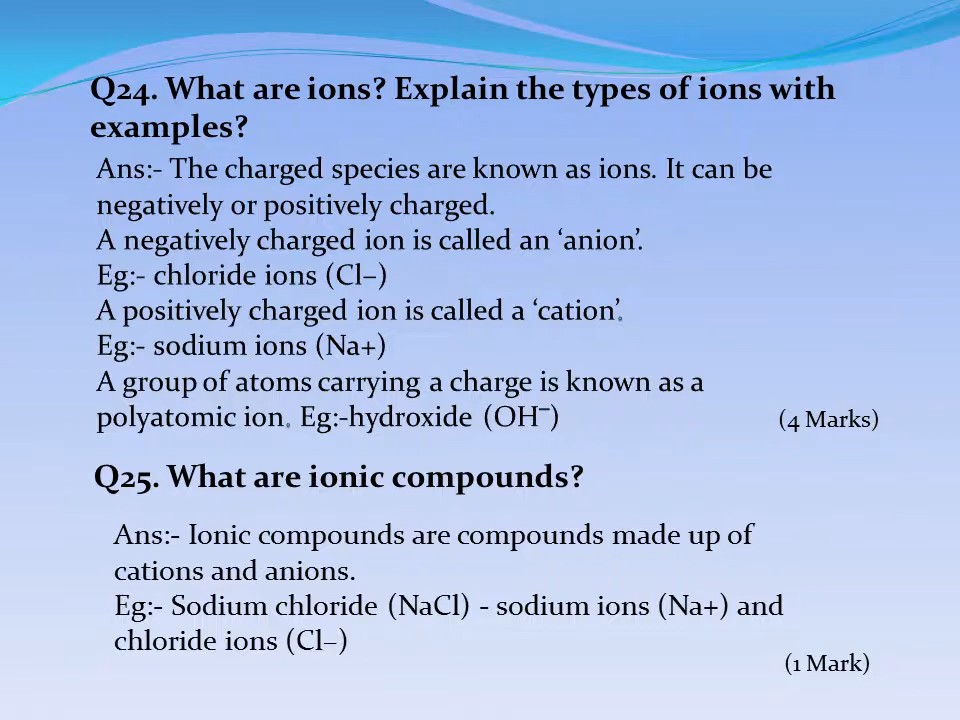 Q24. What are ions? Explain the types of ions with
examples?
Ans:- The charged species are known as ions. It can be
negatively or positively charged.
A negatively charged ion is called an ‘anion’.
Eg:- chloride ions (Cl–)
A positively charged ion is called a ‘cation’。
Eg:- sodium ions (Na+)
A group of atoms carrying a charge is known as a
polyatomic ion。 Eg:-hydroxide (OH⁻)
(4 Marks)
Q25. What are ionic compounds?
Ans:- Ionic compounds are compounds made up of
cations and anions.
Eg:- Sodium chloride (NaCl) - sodium ions (Na+) and
chloride ions (Cl–)
(1 Mark)